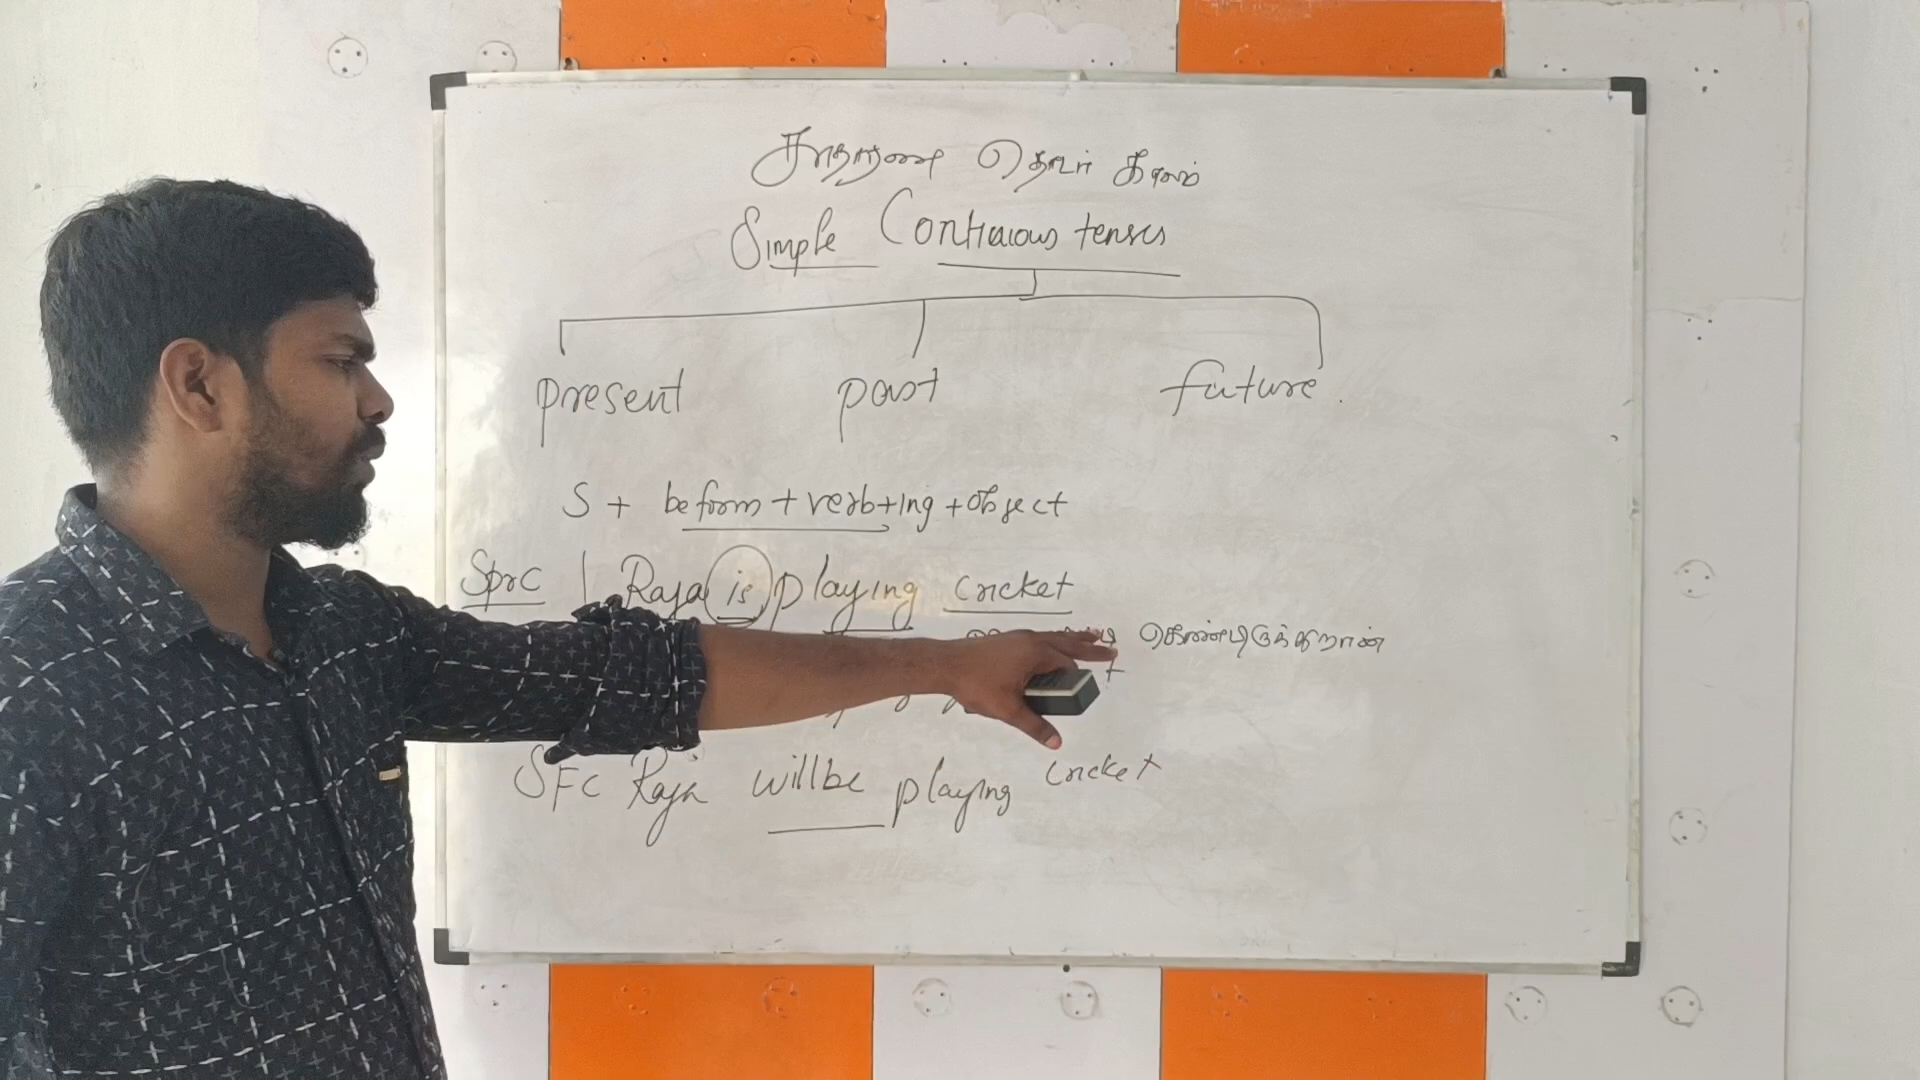 சாதாரண தொடர் காலம்
Simple Continuous tenses
present past future.
S + be form + verb+ing + object
SprC | Raja is playing cricket
கொண்டிருக்கிறான்
SFC Raja will be playing cricket